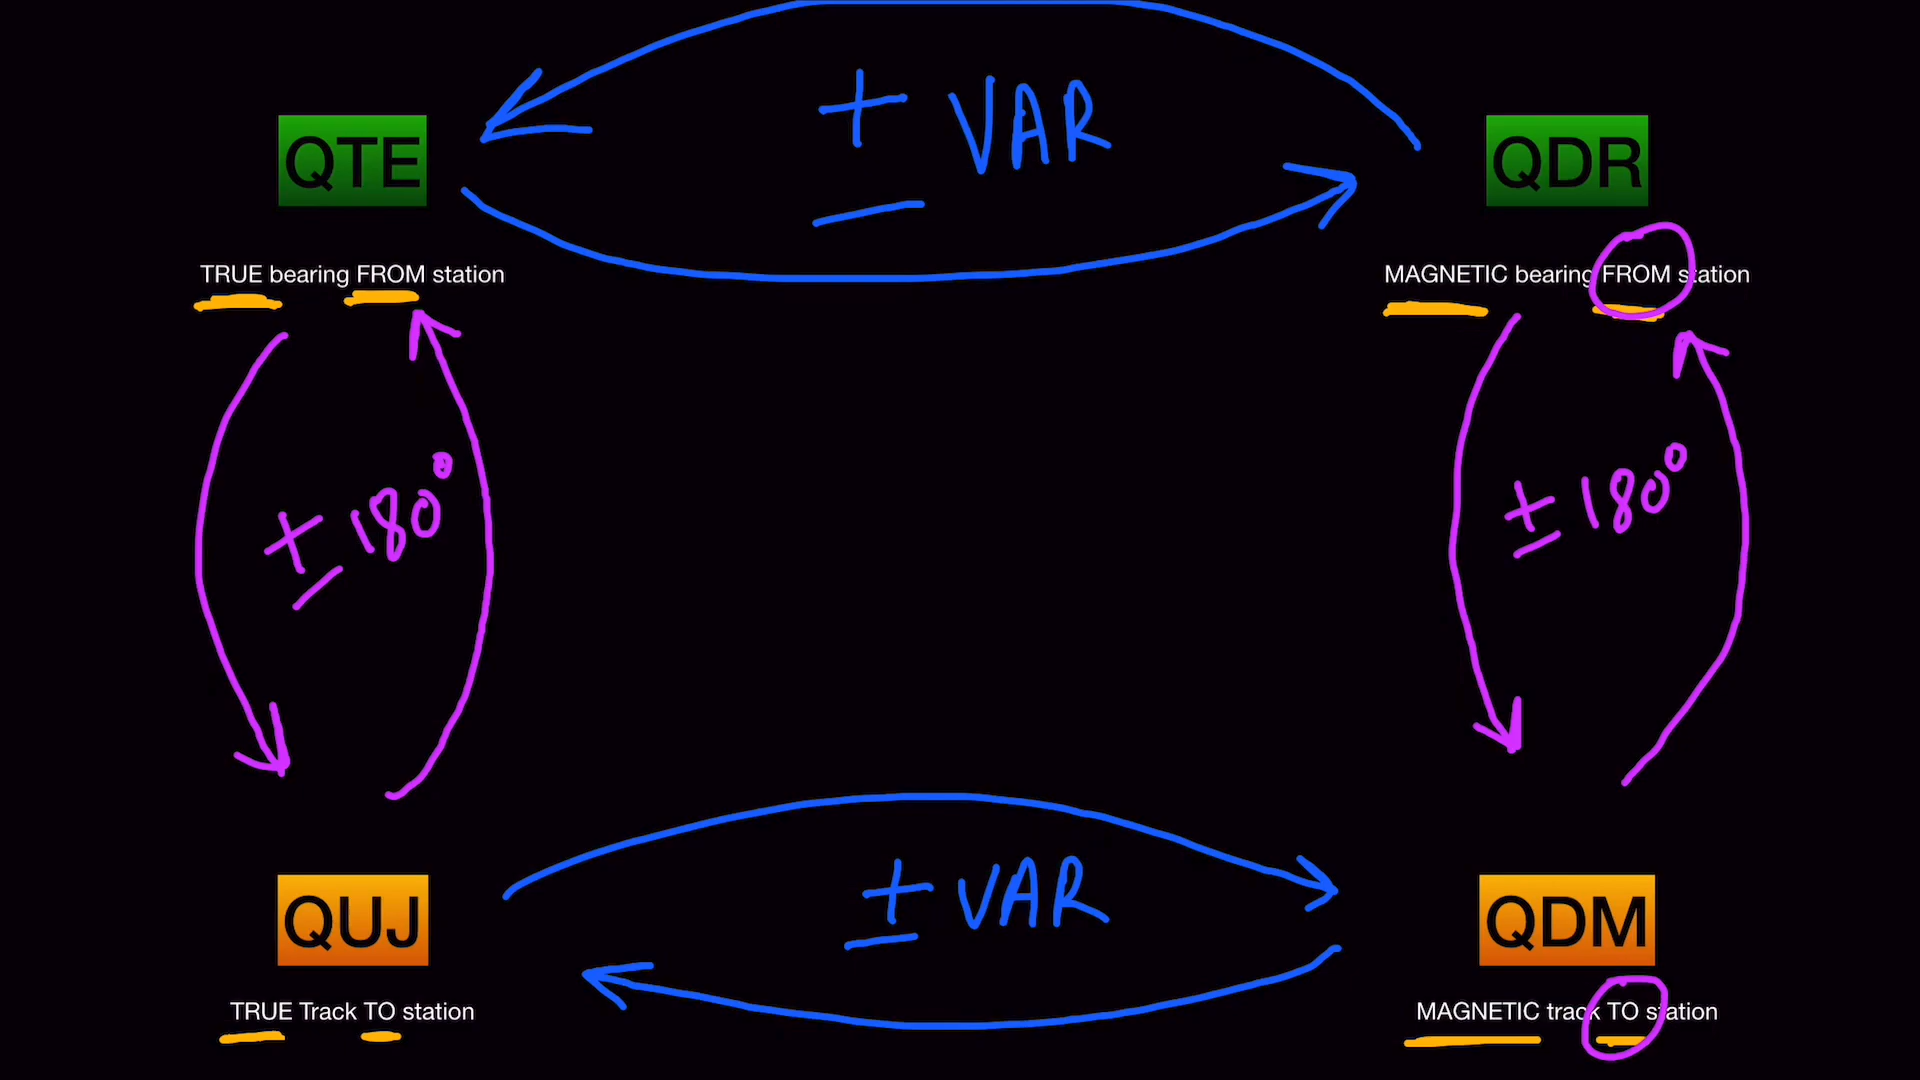 ± VAR
QTE
QDR
TRUE bearing FROM station
MAGNETIC bearing FROM station
± 180°
± 180°
± VAR
QUJ
QDM
TRUE Track TO station
MAGNETIC track TO station